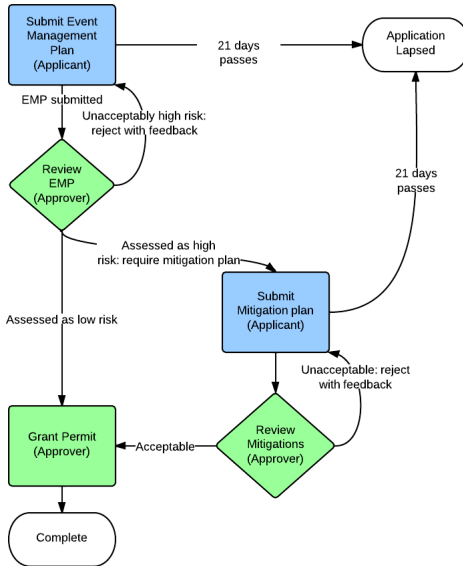 Submit Event
Management
Plan
(Applicant)
21 days
passes
Application
Lapsed
EMP submitted
Unacceptably high risk:
reject with feedback
Review
EMP
(Approver)
21 days
passes
Assessed as high
risk: require mitigation plan
Submit
Mitigation plan
(Applicant)
Assessed as low risk
Unacceptable: reject
with feedback
Grant Permit
(Approver)
Acceptable
Review
Mitigations
(Approver)
Complete